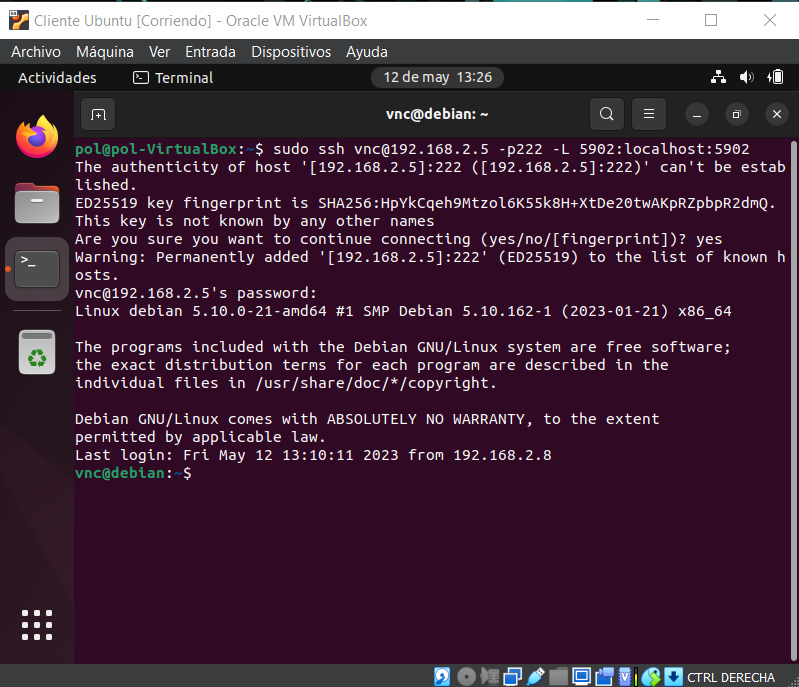 Cliente Ubuntu [Corriendo] - Oracle VM VirtualBox
Archivo Máquina Ver Entrada Dispositivos Ayuda
Actividades Terminal 12 de may 13:26
vnc@debian: ~
pol@pol-VirtualBox:~$ sudo ssh vnc@192.168.2.5 -p222 -L 5902:localhost:5902
The authenticity of host '[192.168.2.5]:222 ([192.168.2.5]:222)' can't be estab
lished.
ED25519 key fingerprint is SHA256:HpYkCqeh9Mtzol6K55k8H+XtDe20twAKpRZpbpR2dmQ.
This key is not known by any other names
Are you sure you want to continue connecting (yes/no/[fingerprint])? yes
Warning: Permanently added '[192.168.2.5]:222' (ED25519) to the list of known h
osts.
vnc@192.168.2.5's password:
Linux debian 5.10.0-21-amd64 #1 SMP Debian 5.10.162-1 (2023-01-21) x86_64
The programs included with the Debian GNU/Linux system are free software;
the exact distribution terms for each program are described in the
individual files in /usr/share/doc/*/copyright.
Debian GNU/Linux comes with ABSOLUTELY NO WARRANTY, to the extent
permitted by applicable law.
Last login: Fri May 12 13:10:11 2023 from 192.168.2.8
vnc@debian:~$
CTRL DERECHA